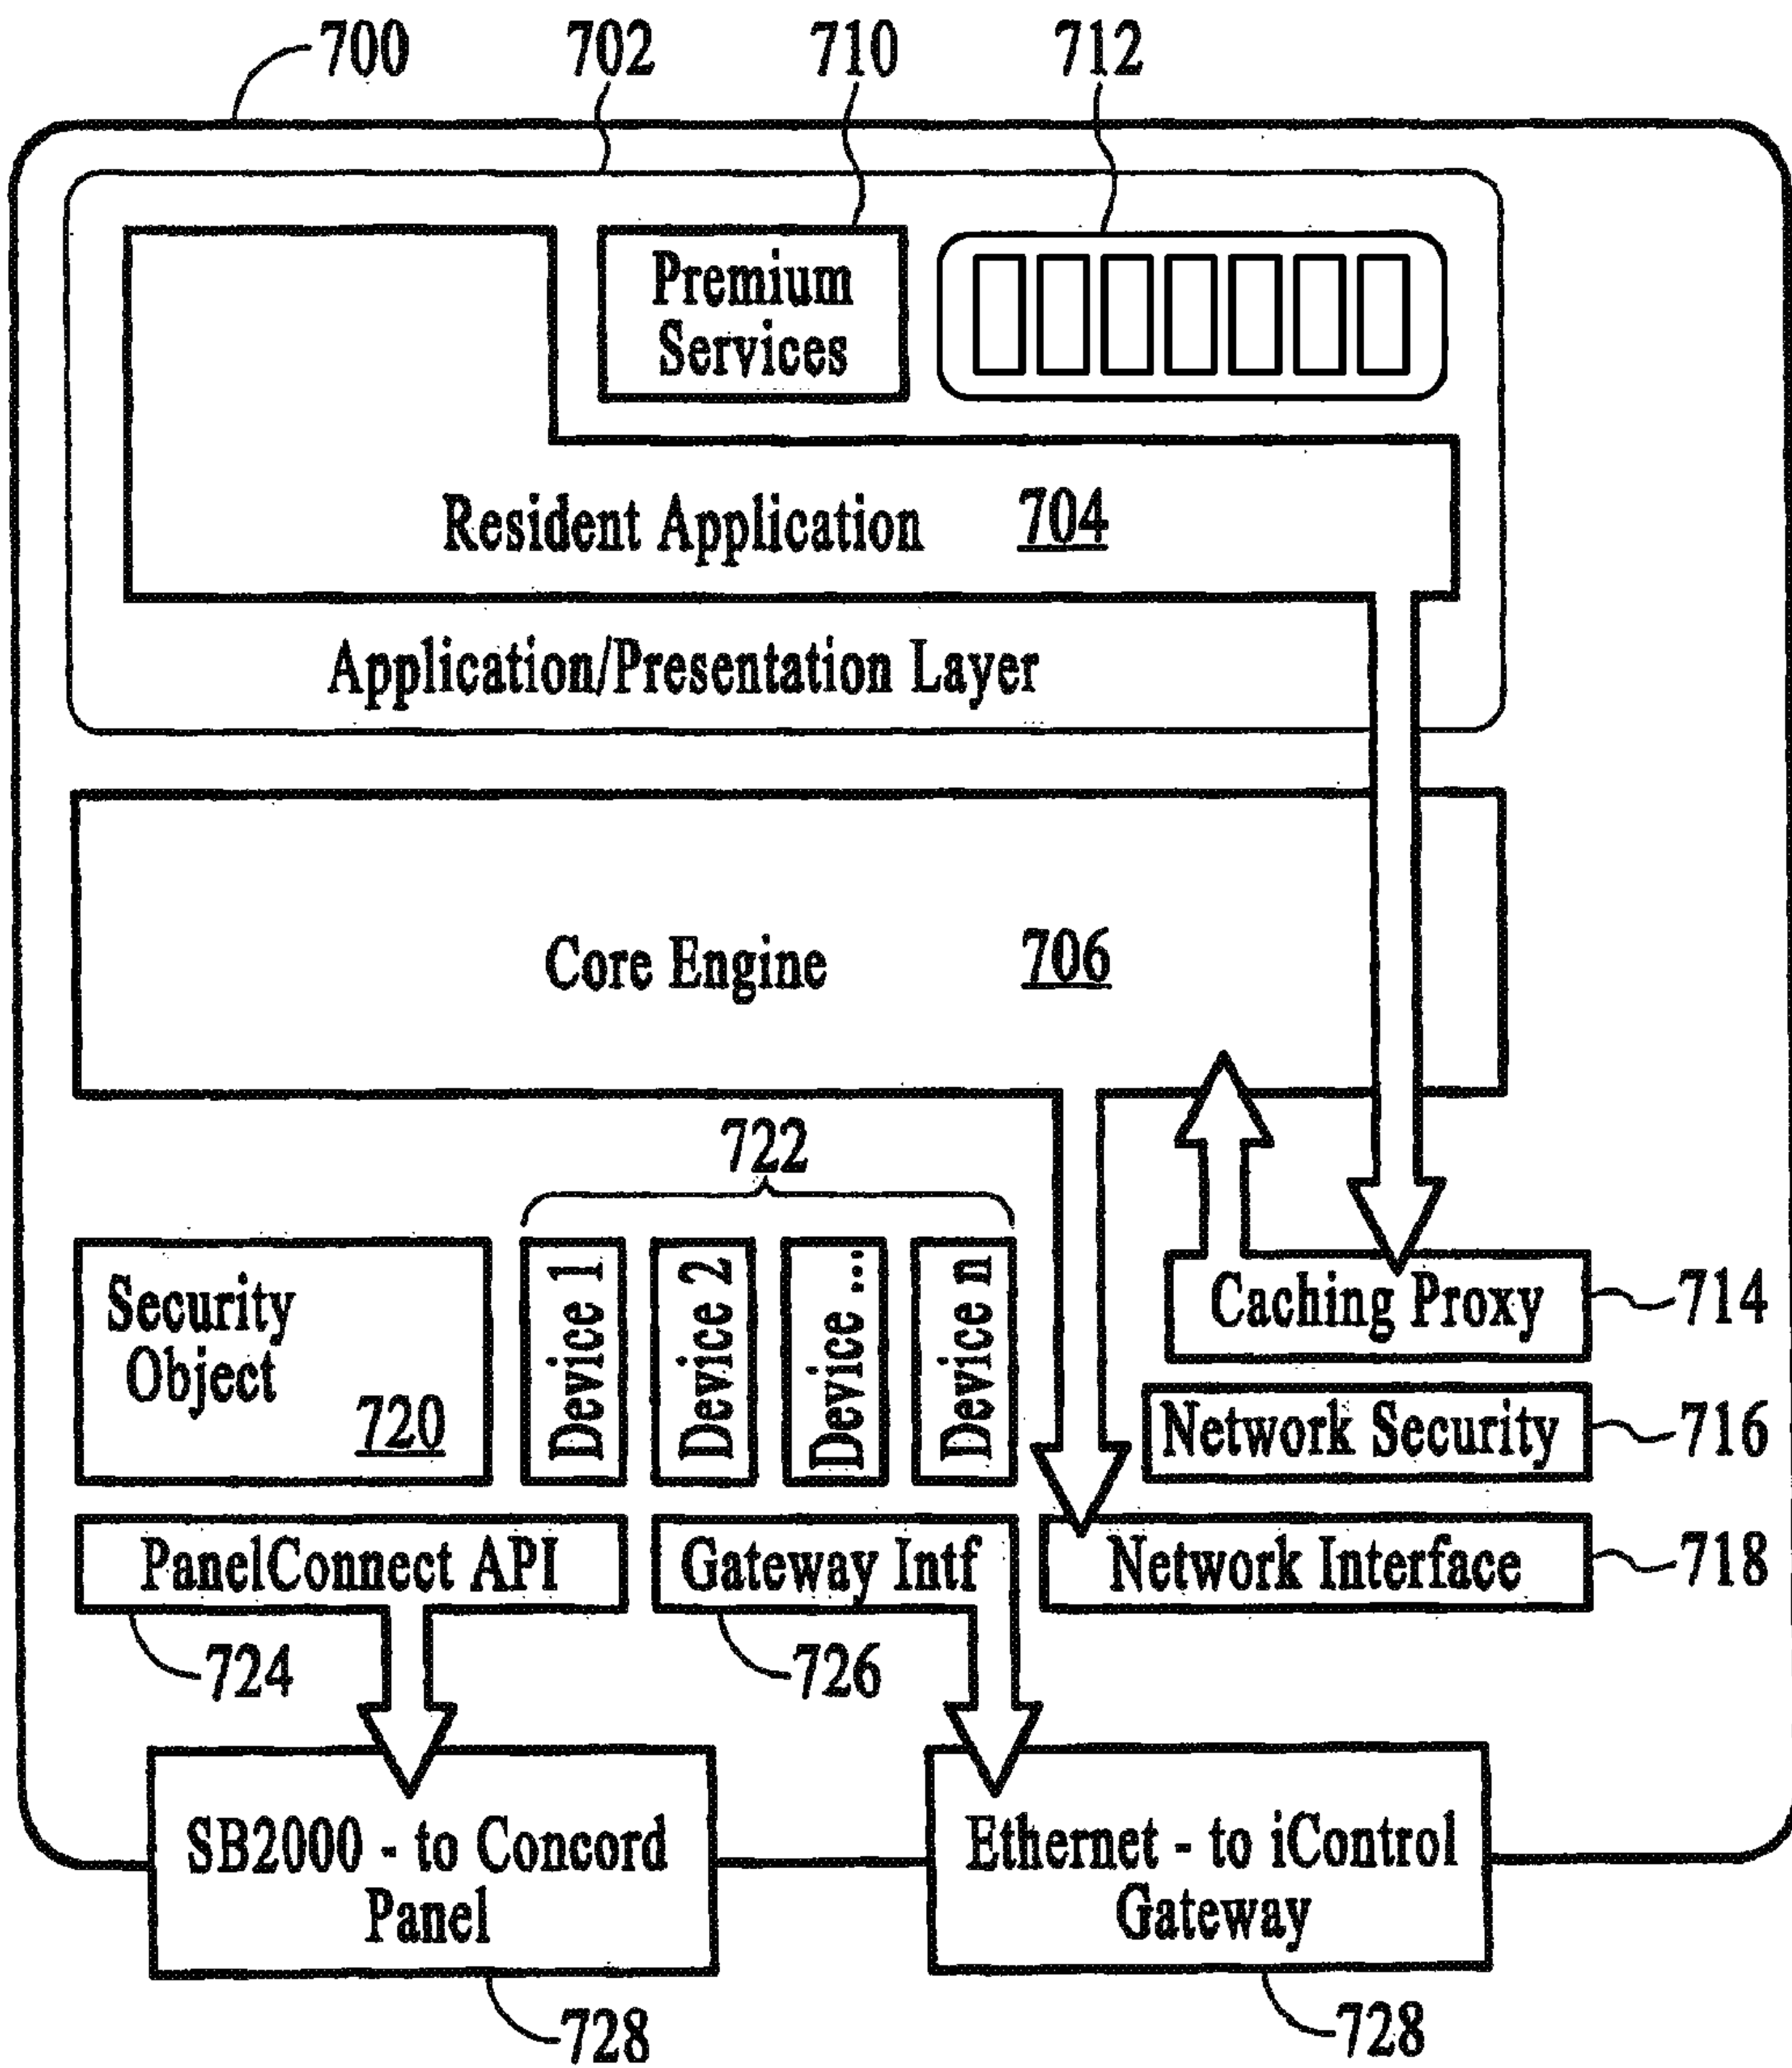 700
702
710
712
Premium
Services
Resident Application 704
Application/Presentation Layer
Core Engine 706
722
Security
Object
720
Device 1
Device 2
Device ...
Device n
Caching Proxy
714
Network Security
716
PanelConnect API
Gateway Intf
Network Interface
718
724
726
SB2000 - to Concord
Panel
Ethernet - to iControl
Gateway
728
728